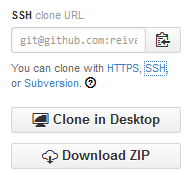 SSH clone URL
git@github.com:reiva
You can clone with HTTPS, SSH,
or Subversion.
Clone in Desktop
Download ZIP